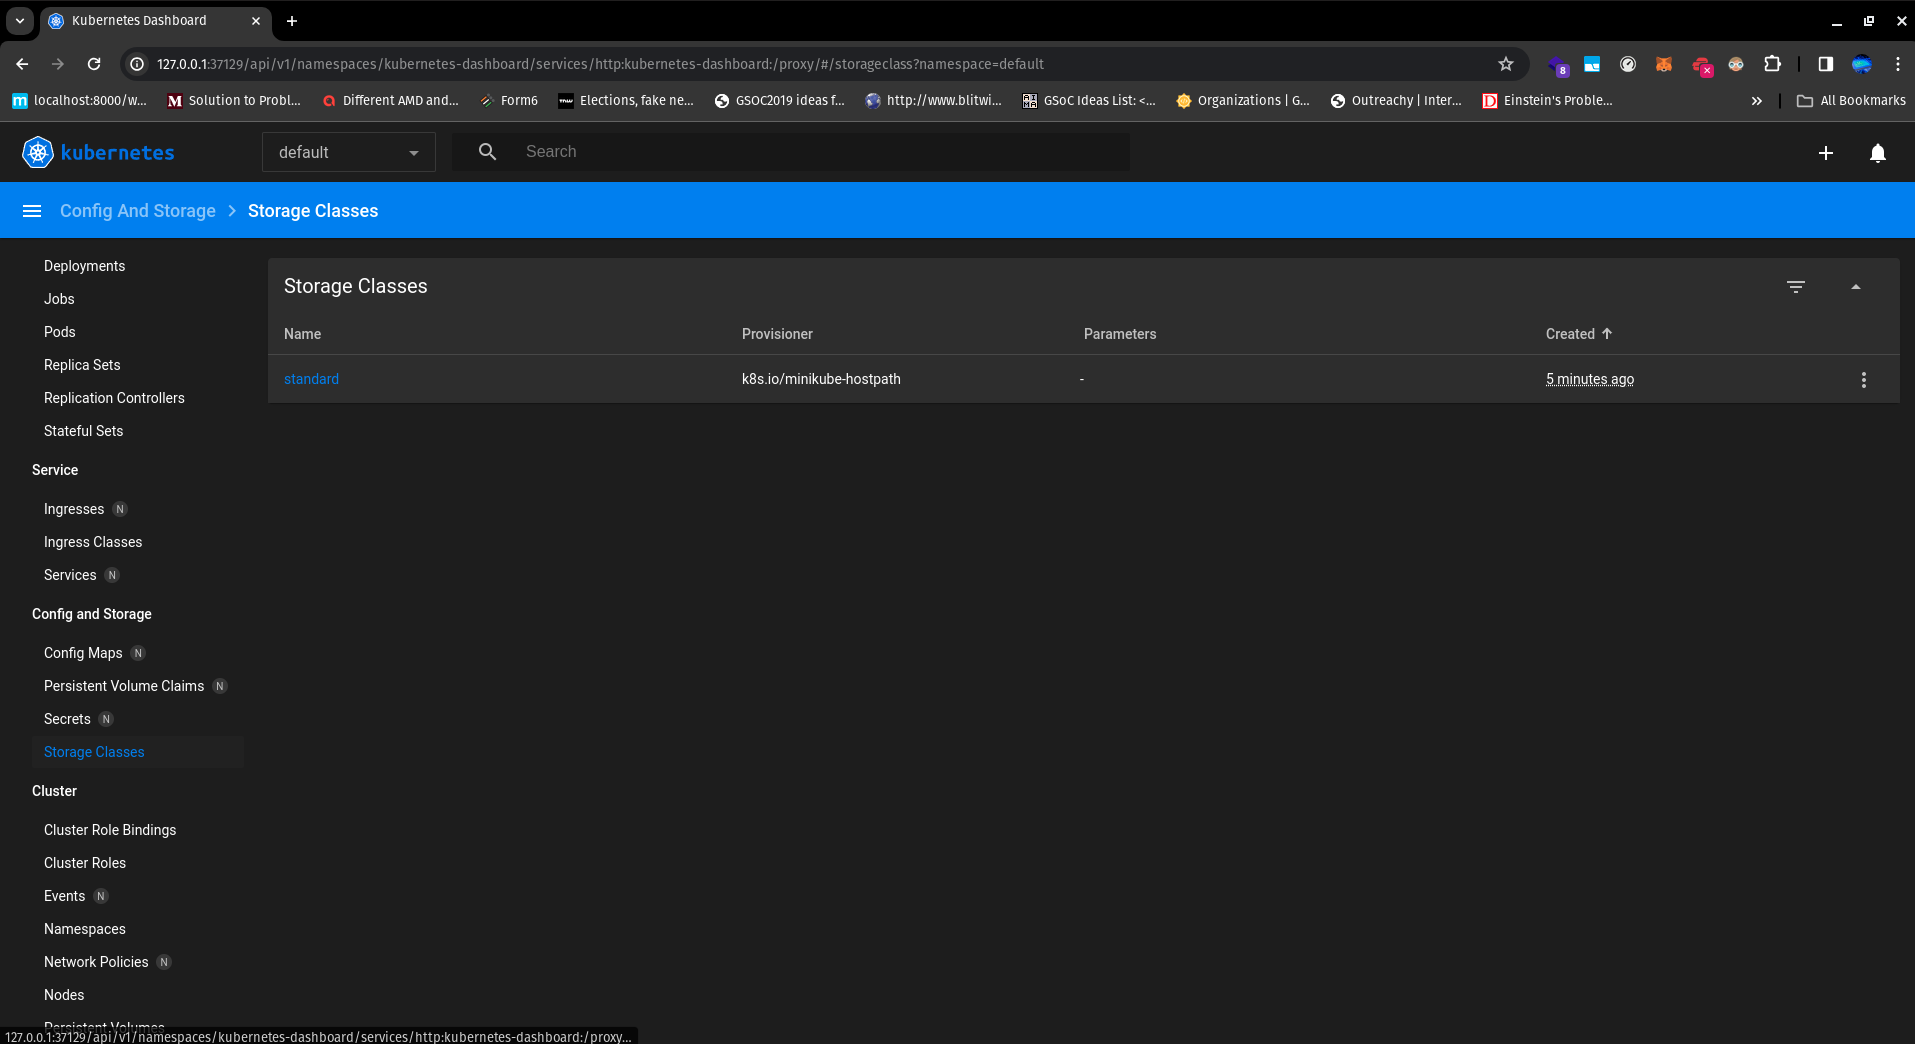 Kubernetes Dashboard
127.0.0.1:37129/api/v1/namespaces/kubernetes-dashboard/services/http:kubernetes-dashboard:/proxy/#/storageclass?namespace=default
8
localhost:8000/w... Solution to Probl... Different AMD and... Form6 Elections, fake ne... GSOC2019 ideas f... http://www.blitwi... GSoC Ideas List: <... Organizations | G... Outreachy | Inter... Einstein's Proble... All Bookmarks
kubernetes default Search
Config And Storage Storage Classes
Deployments
Jobs
Pods
Replica Sets
Replication Controllers
Stateful Sets
Service
Ingresses N
Ingress Classes
Services N
Config and Storage
Config Maps N
Persistent Volume Claims N
Secrets N
Storage Classes
Cluster
Cluster Role Bindings
Cluster Roles
Events N
Namespaces
Network Policies N
Nodes
Persistent Volumes
Storage Classes
Name Provisioner Parameters Created
standard k8s.io/minikube-hostpath - 5 minutes ago
127.0.0.1:37129/api/v1/namespaces/kubernetes-dashboard/services/http:kubernetes-dashboard:/proxy...